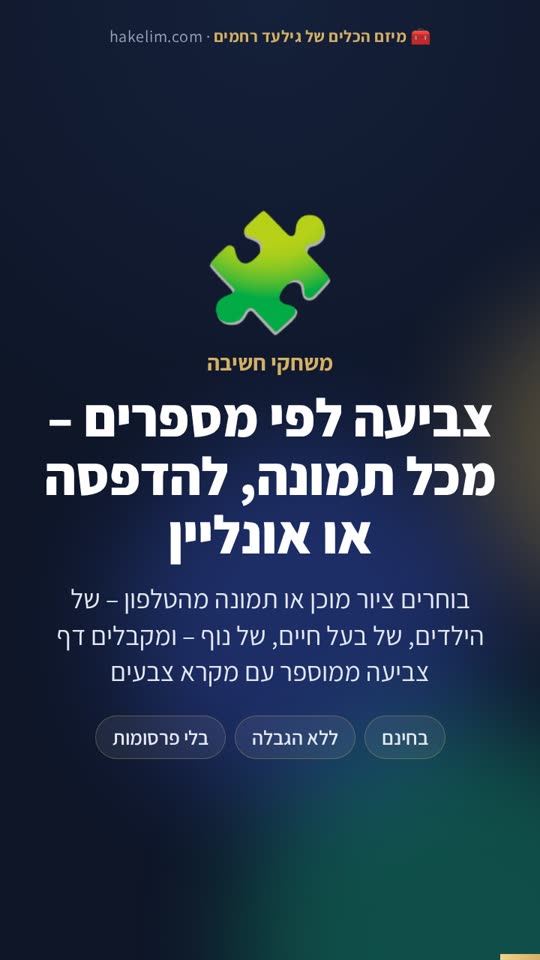 🧰 מיזם הכלים של גילעד רחמים · hakelim.com
משחקי חשיבה
צביעה לפי מספרים –
מכל תמונה, להדפסה
או אונליין
בוחרים ציור מוכן או תמונה מהטלפון – של
הילדים, של בעל חיים, של נוף – ומקבלים דף
צביעה ממוספר עם מקרא צבעים
בחינם
ללא הגבלה
בלי פרסומות